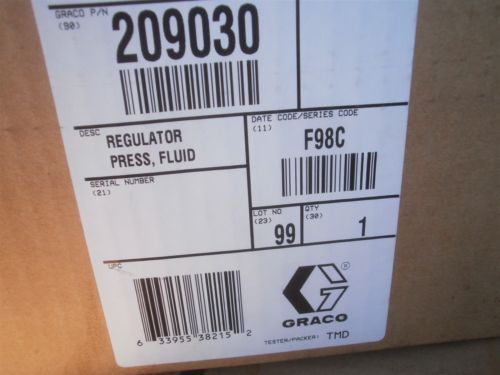 GRACO P/N
(90)
209030
DESC
REGULATOR
PRESS, FLUID
DATE CODE/SERIES CODE
(11)
F98C
SERIAL NUMBER
(21)
LOT NO
(23)
99
QTY
(30)
1
UPC
6 33955 38215 2
G ®
GRACO
TESTER/PACKER: TMD